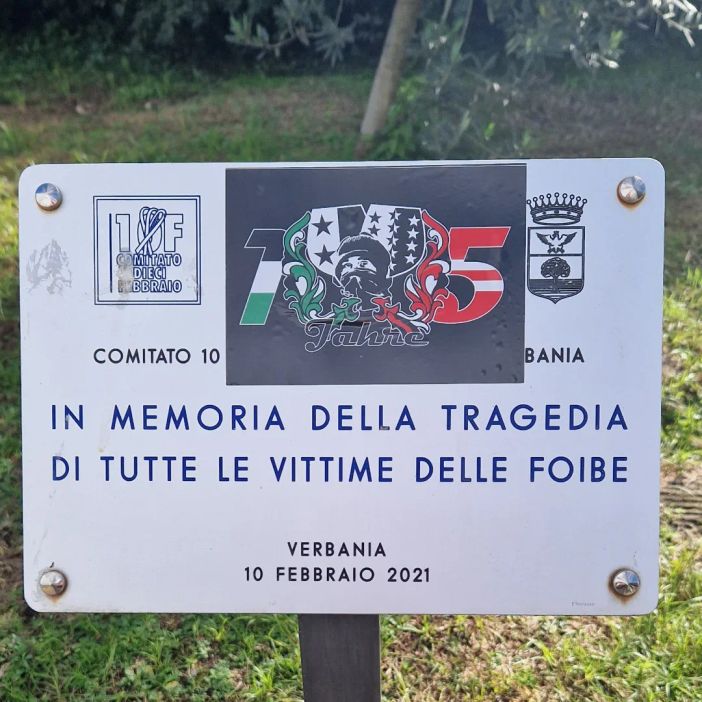 10F
COMITATO
DIECI
FEBBRAIO
15
Jahre
COMITATO 10
BANIA
IN MEMORIA DELLA TRAGEDIA
DI TUTTE LE VITTIME DELLE FOIBE
VERBANIA
10 FEBBRAIO 2021